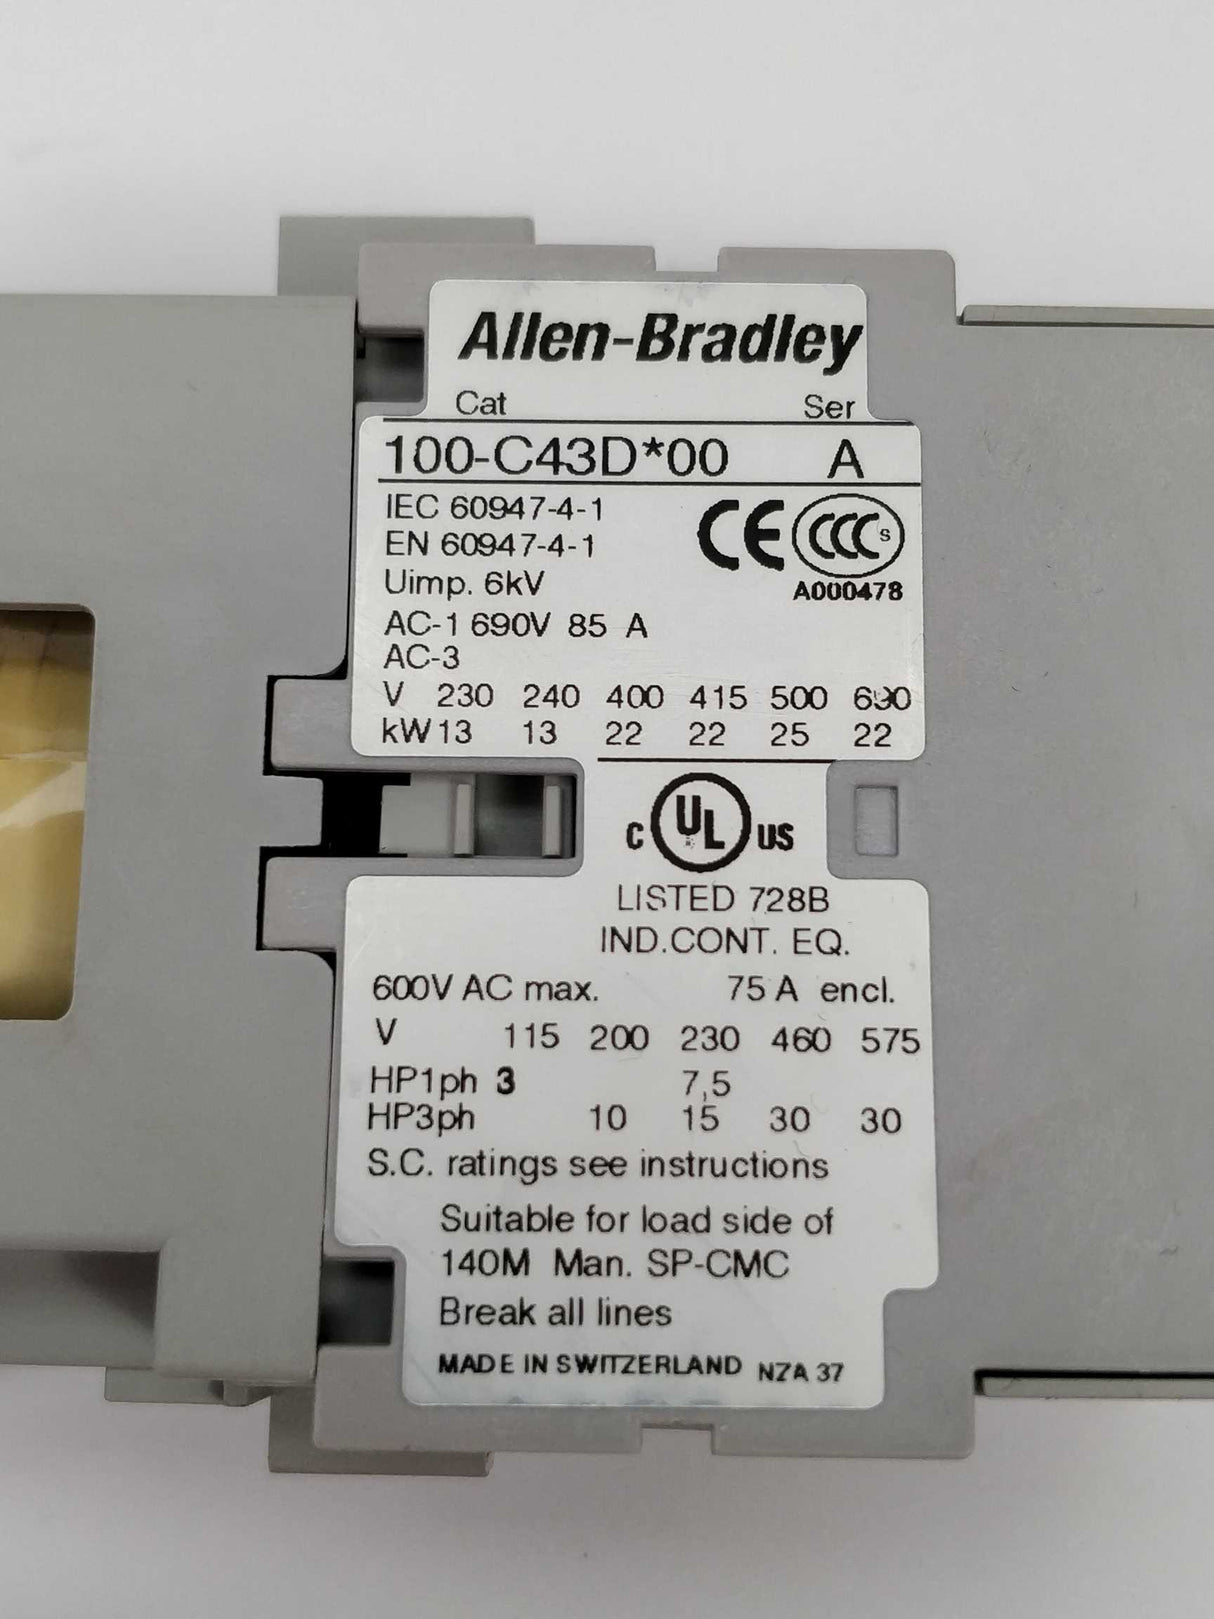 Allen-Bradley
Cat Ser
100-C43D*00 A
IEC 60947-4-1
EN 60947-4-1
CE CCC S
Uimp. 6kV
A000478
AC-1 690V 85 A
AC-3
V 230 240 400 415 500 690
kW 13 13 22 22 25 22
C UL US
LISTED 728B
IND.CONT. EQ.
600V AC max. 75 A encl.
V 115 200 230 460 575
HP1ph 3 7,5
HP3ph 10 15 30 30
S.C. ratings see instructions
Suitable for load side of
140M Man. SP-CMC
Break all lines
MADE IN SWITZERLAND NZA 37